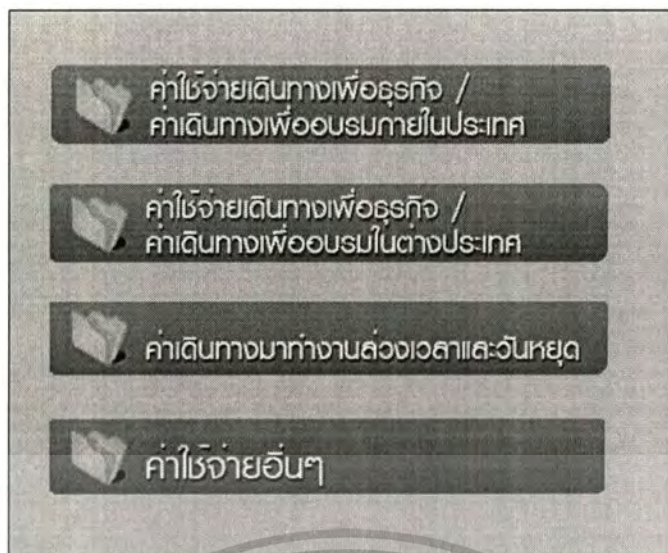 ค่าใช้จ่ายเดินทางเพื่อธุรกิจ /
ค่าเดินทางเพื่ออบรมภายในประเทศ
ค่าใช้จ่ายเดินทางเพื่อธุรกิจ /
ค่าเดินทางเพื่ออบรมในต่างประเทศ
ค่าเดินทางมาทำงานล่วงเวลาและวันหยุด
ค่าใช้จ่ายอื่นๆ